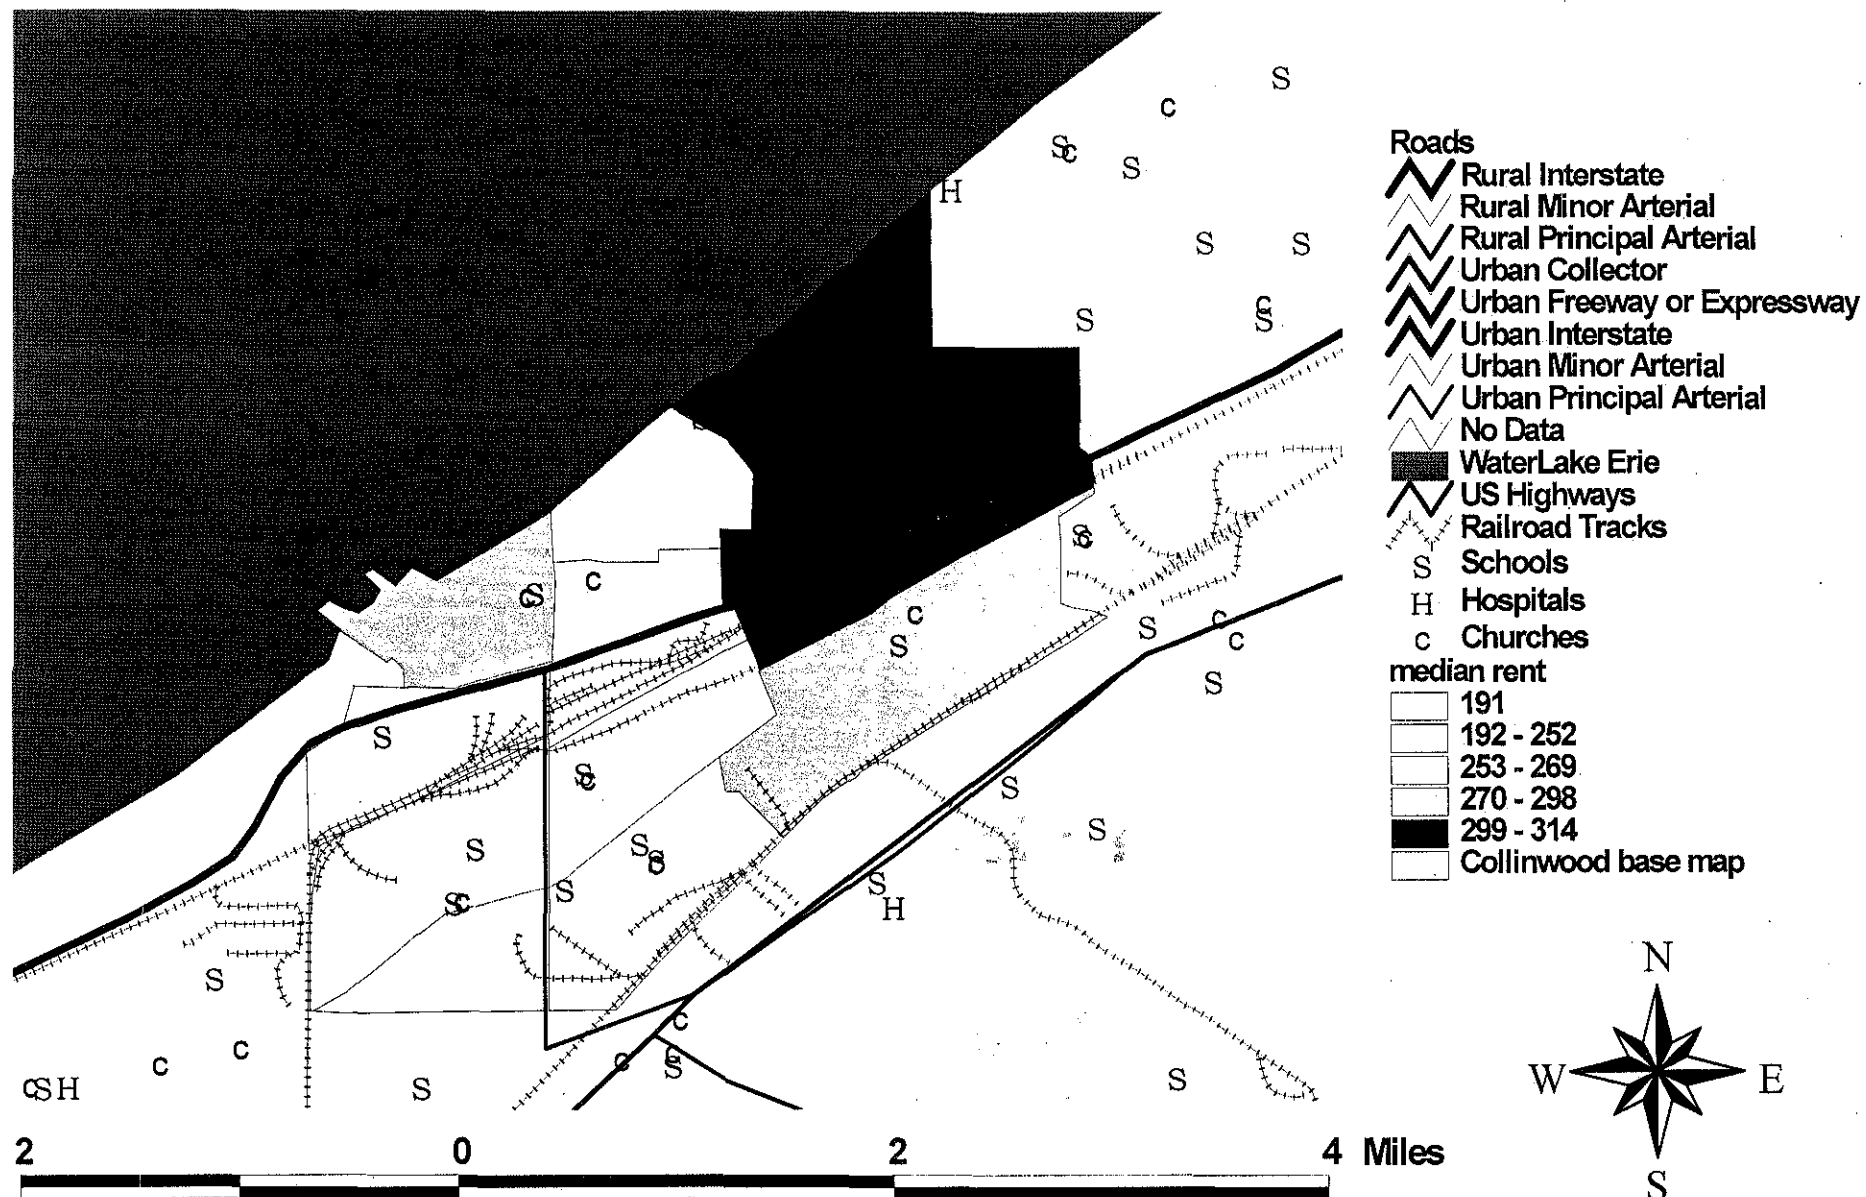 S
C
S
C
S
H
S
S
C
S
S
S
C
C
S
S
C
C
S
S
C
C
S
S
S
S
C
S
S
S
S
S
S
S
C
S
H
S
C
C
C
C
C
S
C
S
H
S
S
Roads
Rural Interstate
Rural Minor Arterial
Rural Principal Arterial
Urban Collector
Urban Freeway or Expressway
Urban Interstate
Urban Minor Arterial
Urban Principal Arterial
No Data
WaterLake Erie
US Highways
Railroad Tracks
S Schools
H Hospitals
C Churches
median rent
191
192 - 252
253 - 269
270 - 298
299 - 314
Collinwood base map
N
W E
S
2 0 2 4 Miles